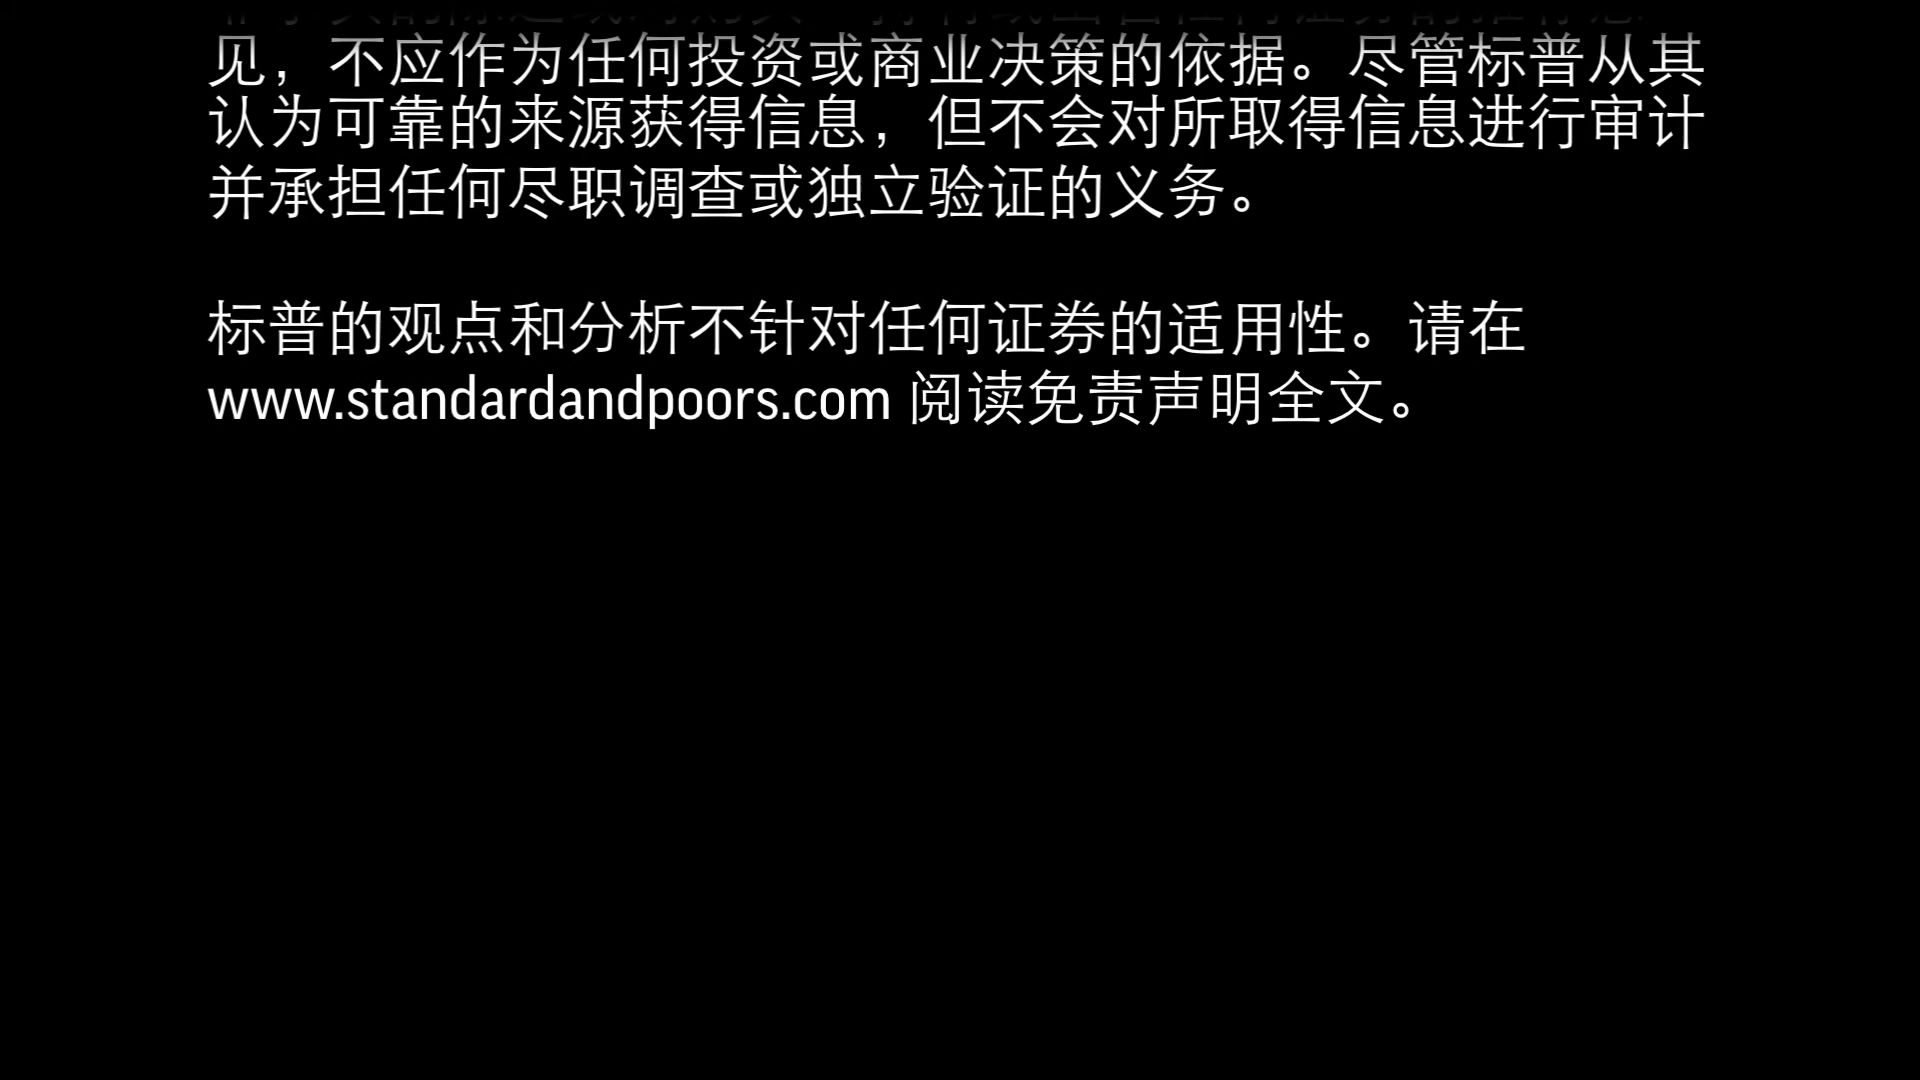 见，不应作为任何投资或商业决策的依据。尽管标普从其
认为可靠的来源获得信息，但不会对所取得信息进行审计
并承担任何尽职调查或独立验证的义务。
标普的观点和分析不针对任何证券的适用性。请在
www.standardandpoors.com 阅读免责声明全文。